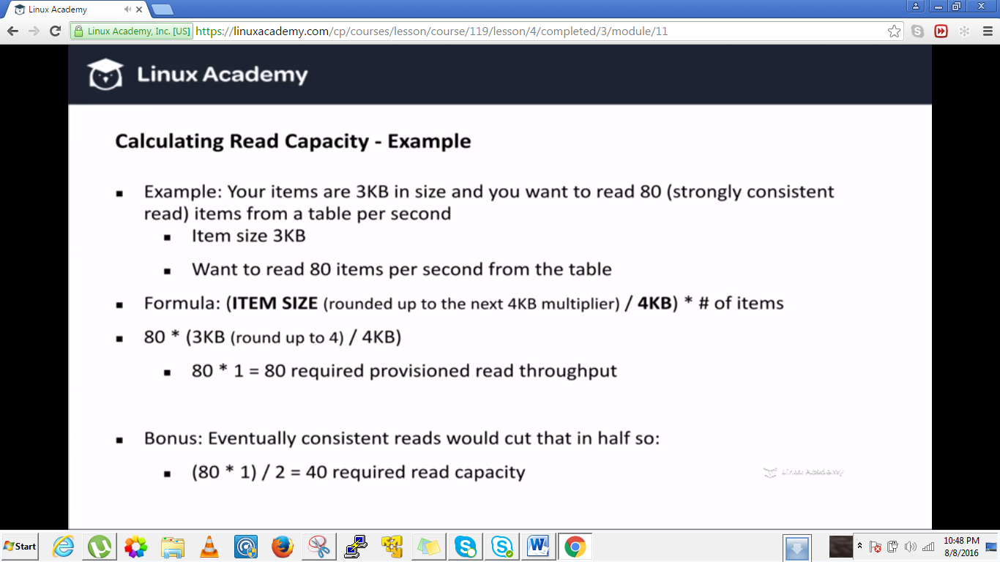 Linux Academy
Linux Academy, Inc. [US] https://linuxacademy.com/cp/courses/lesson/course/119/lesson/4/completed/3/module/11
Linux Academy
Calculating Read Capacity - Example
Example: Your items are 3KB in size and you want to read 80 (strongly consistent
read) items from a table per second
Item size 3KB
Want to read 80 items per second from the table
Formula: (ITEM SIZE (rounded up to the next 4KB multiplier) / 4KB) * # of items
80 * (3KB (round up to 4) / 4KB)
80 * 1 = 80 required provisioned read throughput
Bonus: Eventually consistent reads would cut that in half so:
(80 * 1) / 2 = 40 required read capacity
Linux Academy
Start
10:48 PM
8/8/2016